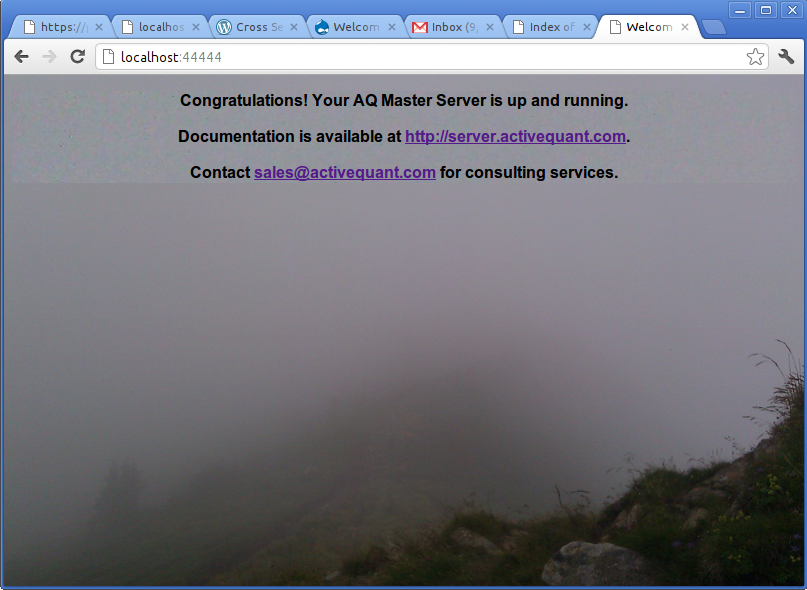 https://
localhos
Cross Se
Welcom
Inbox (9,
Index of
Welcom
localhost:44444
Congratulations! Your AQ Master Server is up and running.
Documentation is available at http://server.activequant.com.
Contact sales@activequant.com for consulting services.